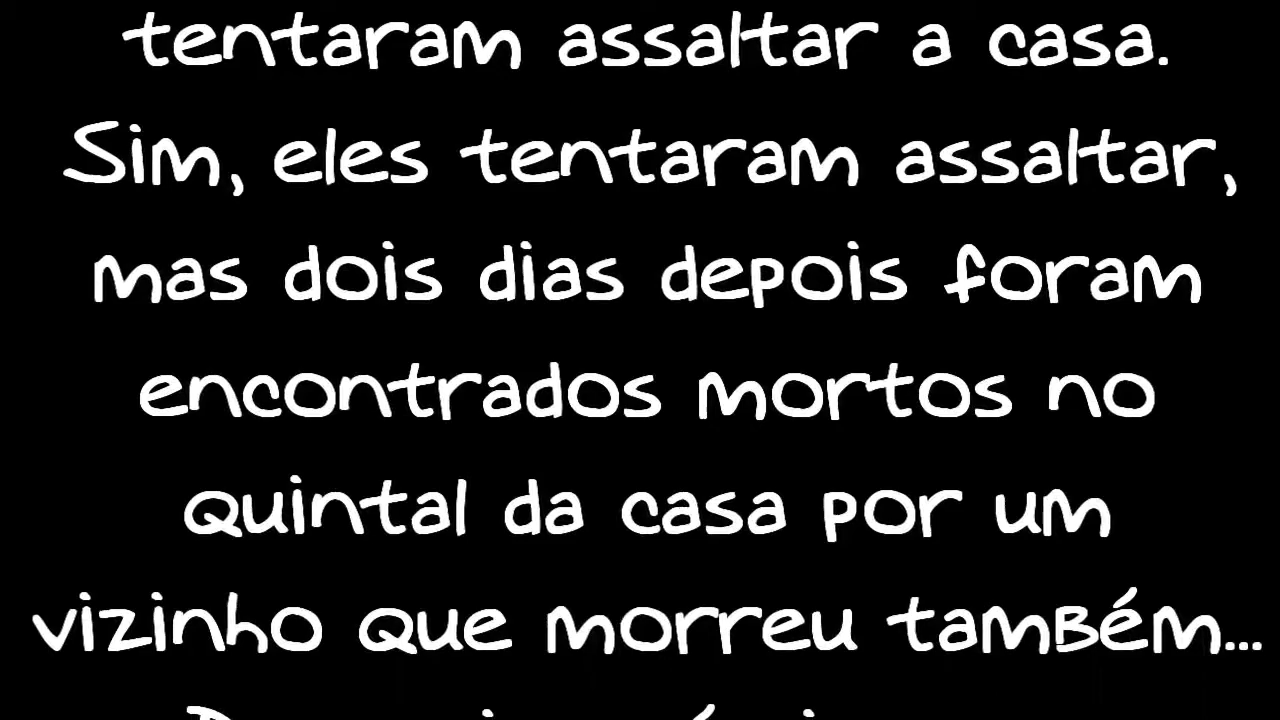 tentaram assaltar a casa.
Sim, eles tentaram assaltar,
mas dois dias depois foram
encontrados mortos no
quintal da casa por um
vizinho que morreu também...